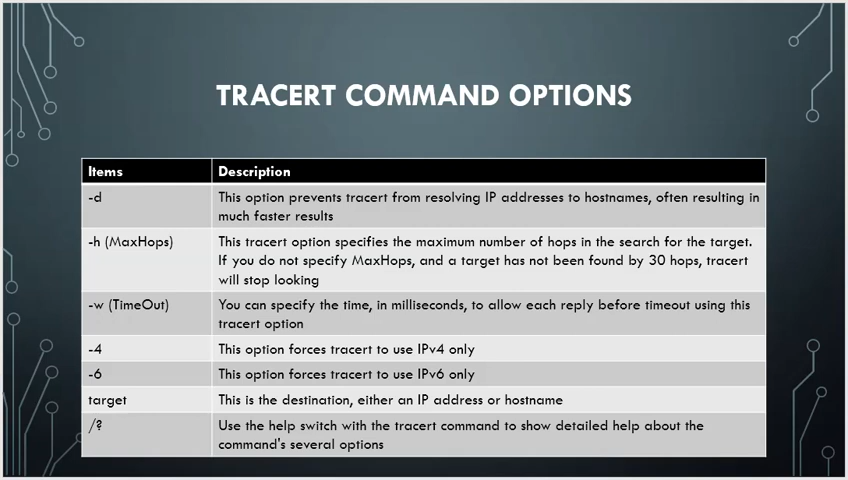 TRACERT COMMAND OPTIONS
Items Description
-d This option prevents tracert from resolving IP addresses to hostnames, often resulting in
much faster results
-h (MaxHops) This tracert option specifies the maximum number of hops in the search for the target.
If you do not specify MaxHops, and a target has not been found by 30 hops, tracert
will stop looking
-w (TimeOut) You can specify the time, in milliseconds, to allow each reply before timeout using this
tracert option
-4 This option forces tracert to use IPv4 only
-6 This option forces tracert to use IPv6 only
target This is the destination, either an IP address or hostname
/? Use the help switch with the tracert command to show detailed help about the
command's several options